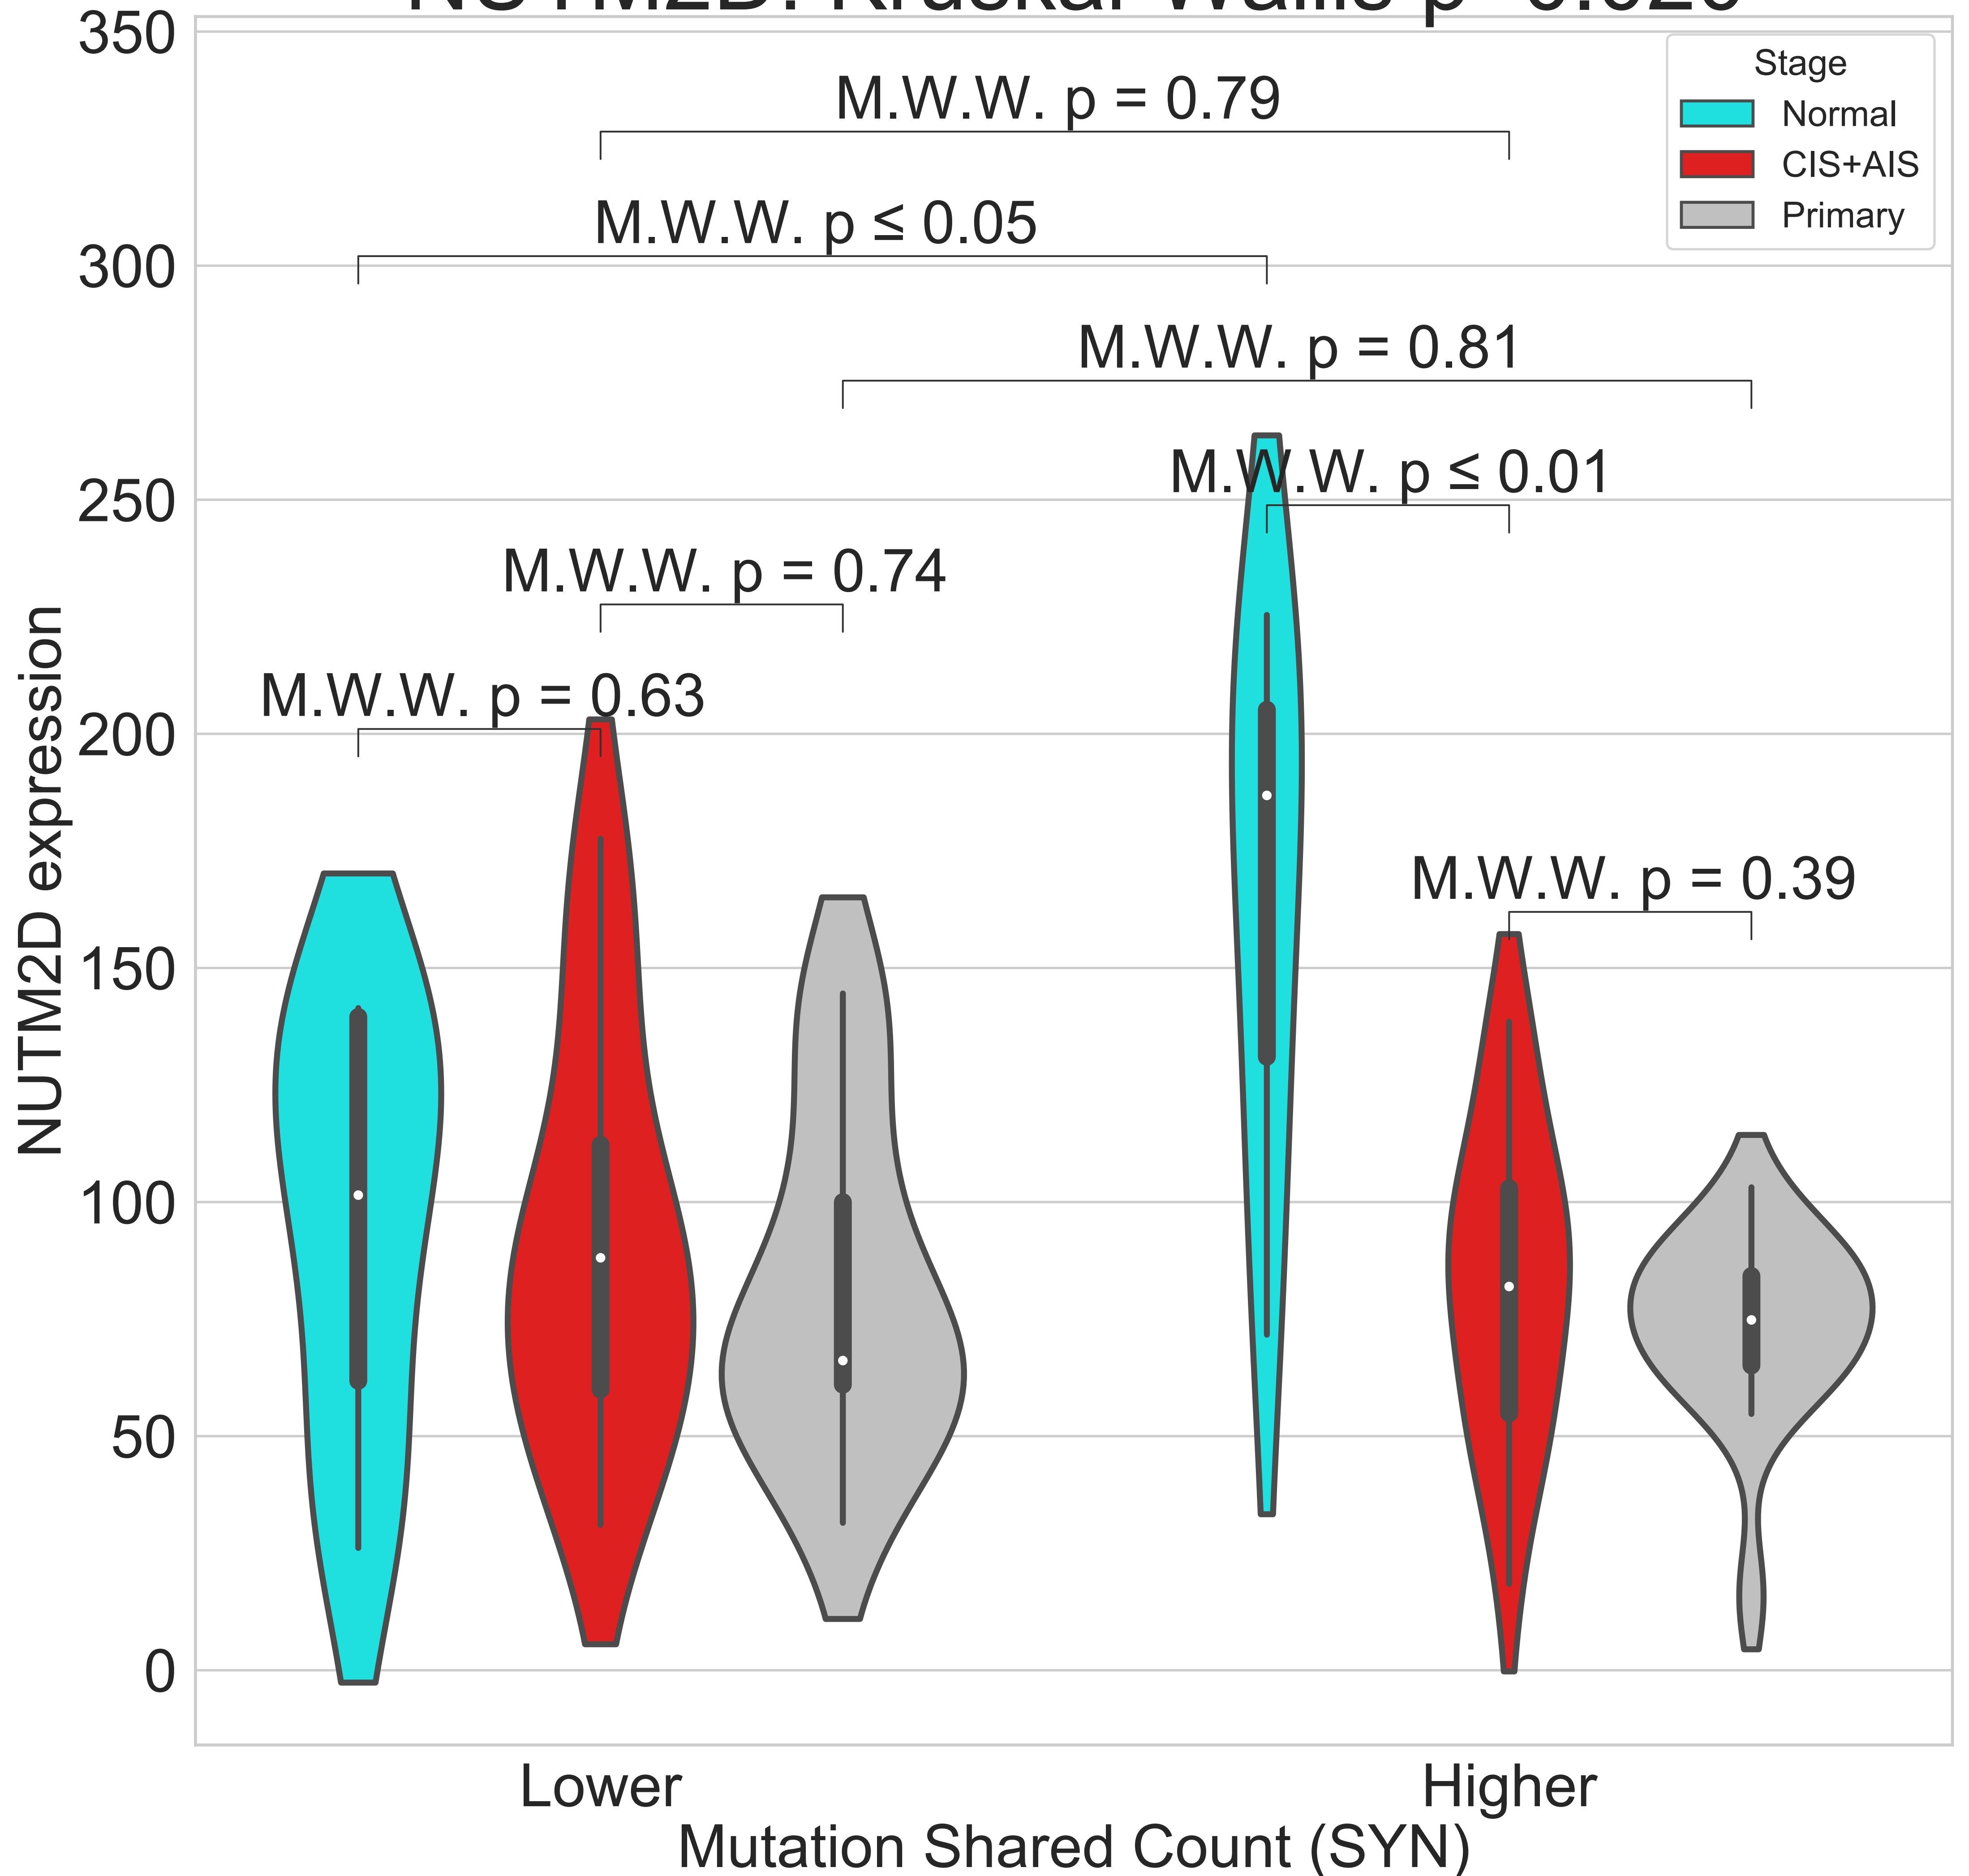 350
Stage
Normal
CIS+AIS
Primary
M.W.W. p = 0.79
M.W.W. p ≤ 0.05
300
M.W.W. p = 0.81
M.W.W. p ≤ 0.01
250
M.W.W. p = 0.74
M.W.W. p = 0.63
200
M.W.W. p = 0.39
150
100
50
0
NUTM2D expression
Lower
Higher
Mutation Shared Count (SYN)